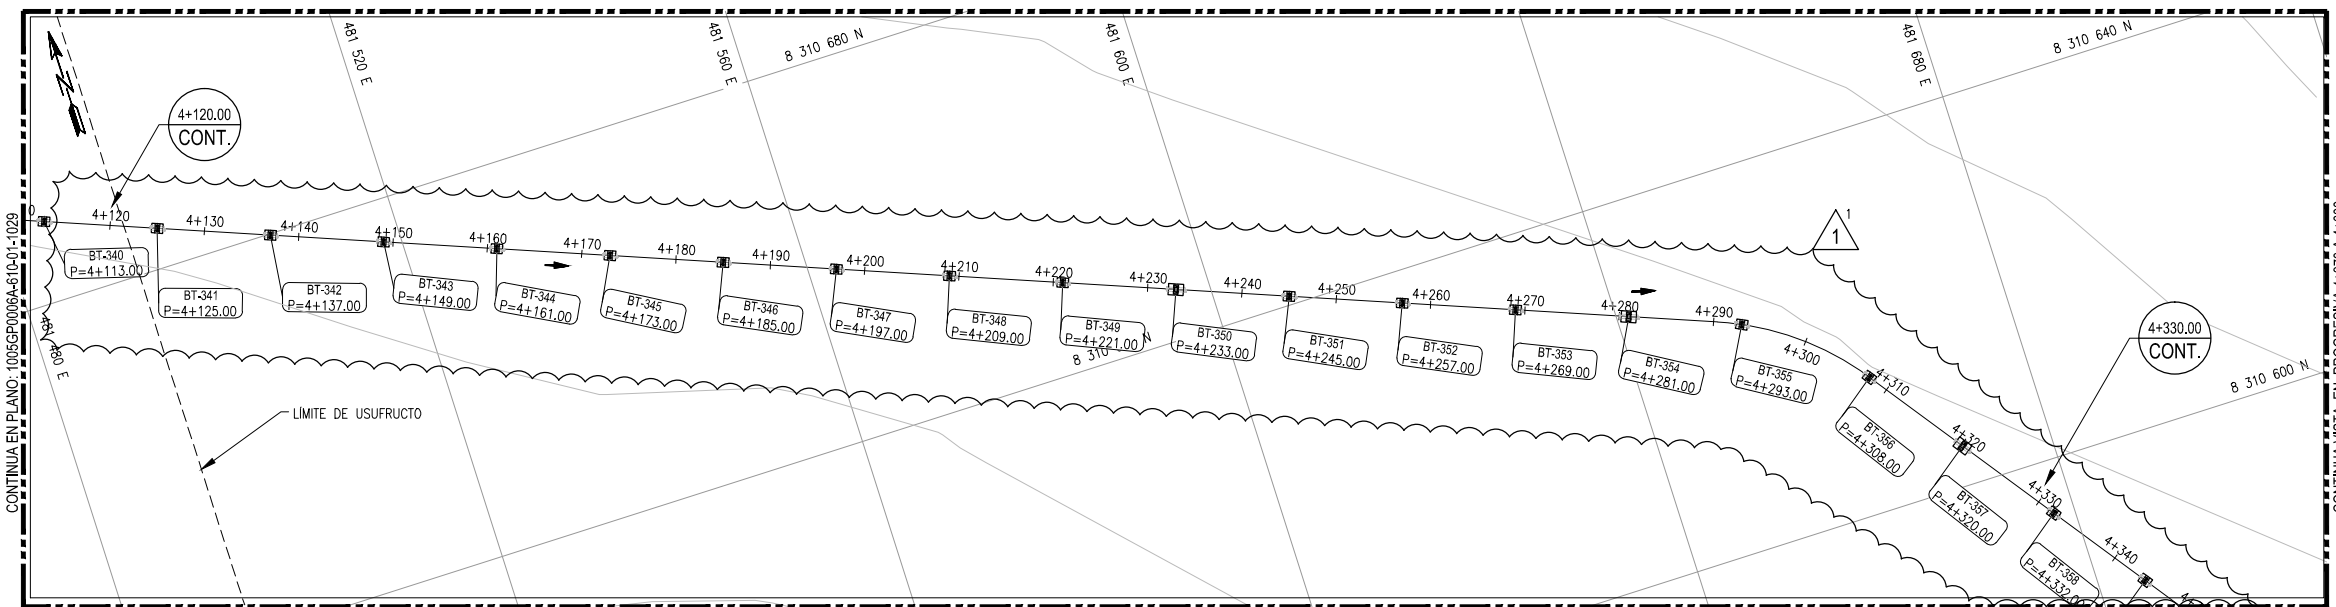 481 520 E
481 560 E
8 310 680 N
481 600 E
481 680 E
8 310 640 N
N
4+120.00
CONT.
CONTINUA EN PLANO: 1005GP0006A-610-01-1029
0
4+120
4+130
4+140
4+150
4+160
4+170
4+180
4+190
4+200
4+210
4+220
4+230
4+240
4+250
4+260
4+270
4+280
4+290
4+300
4+310
4+320
4+330
4+340
1
1
4+330.00
CONT.
BT-340
P=4+113.00
BT-341
P=4+125.00
BT-342
P=4+137.00
BT-343
P=4+149.00
BT-344
P=4+161.00
BT-345
P=4+173.00
BT-346
P=4+185.00
BT-347
P=4+197.00
BT-348
P=4+209.00
BT-349
P=4+221.00
BT-350
P=4+233.00
BT-351
P=4+245.00
BT-352
P=4+257.00
BT-353
P=4+269.00
BT-354
P=4+281.00
BT-355
P=4+293.00
BT-356
P=4+308.00
BT-357
P=4+320.00
BT-358
P=4+332.00
481 480 E
8 310 N
8 310 600 N
LÍMITE DE USUFRUCTO